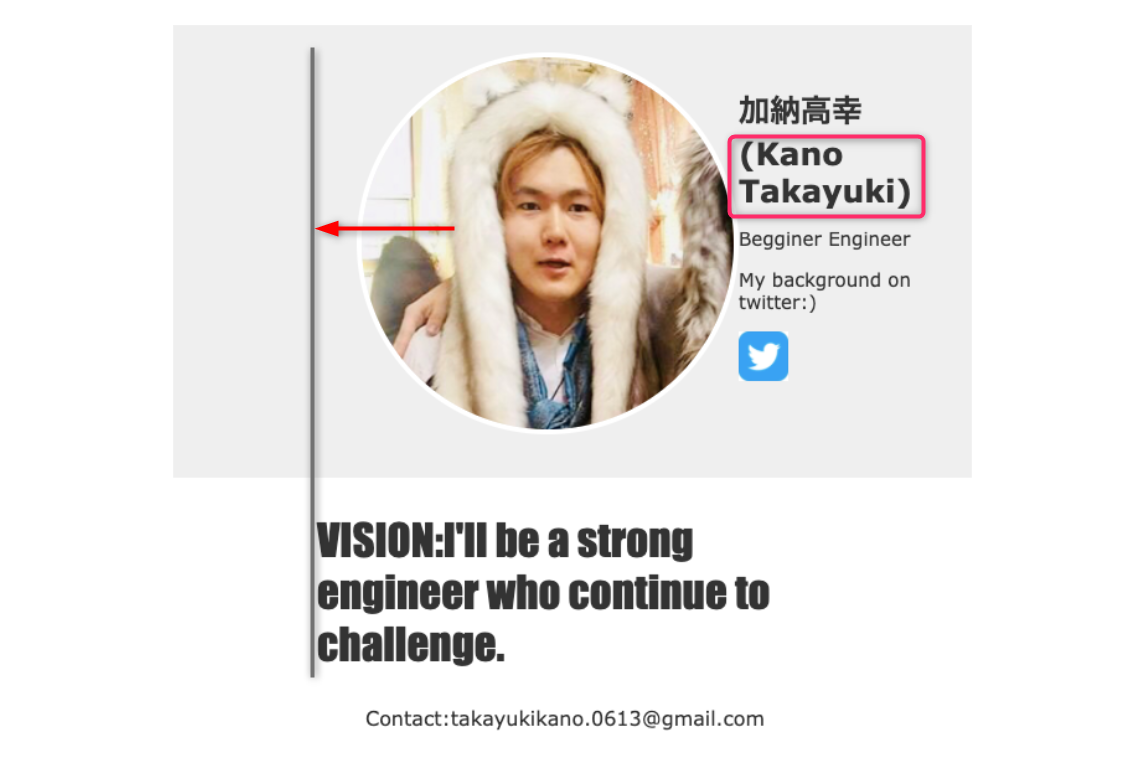 加納高幸
(Kano
Takayuki)
Begginer Engineer
My background on
twitter:)
VISION:I'll be a strong
engineer who continue to
challenge.
Contact:takayukikano.0613@gmail.com